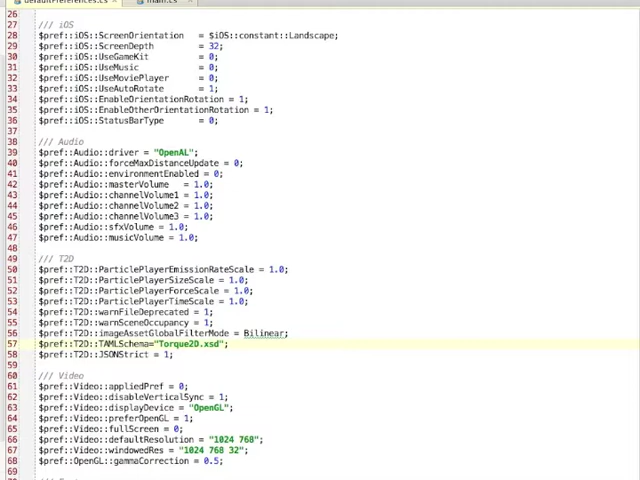 defaultPreferences.cs main.cs
26
27 /// iOS
28 $pref::iOS::ScreenOrientation = $iOS::constant::Landscape;
29 $pref::iOS::ScreenDepth = 32;
30 $pref::iOS::UseGameKit = 0;
31 $pref::iOS::UseMusic = 0;
32 $pref::iOS::UseMoviePlayer = 0;
33 $pref::iOS::UseAutoRotate = 1;
34 $pref::iOS::EnableOrientationRotation = 1;
35 $pref::iOS::EnableOtherOrientationRotation = 1;
36 $pref::iOS::StatusBarType = 0;
37
38 /// Audio
39 $pref::Audio::driver = "OpenAL";
40 $pref::Audio::forceMaxDistanceUpdate = 0;
41 $pref::Audio::environmentEnabled = 0;
42 $pref::Audio::masterVolume = 1.0;
43 $pref::Audio::channelVolume1 = 1.0;
44 $pref::Audio::channelVolume2 = 1.0;
45 $pref::Audio::channelVolume3 = 1.0;
46 $pref::Audio::sfxVolume = 1.0;
47 $pref::Audio::musicVolume = 1.0;
48
49 /// T2D
50 $pref::T2D::ParticlePlayerEmissionRateScale = 1.0;
51 $pref::T2D::ParticlePlayerSizeScale = 1.0;
52 $pref::T2D::ParticlePlayerForceScale = 1.0;
53 $pref::T2D::ParticlePlayerTimeScale = 1.0;
54 $pref::T2D::warnFileDeprecated = 1;
55 $pref::T2D::warnSceneOccupancy = 1;
56 $pref::T2D::imageAssetGlobalFilterMode = Bilinear;
57 $pref::T2D::TAMLSchema="Torque2D.xsd";
58 $pref::T2D::JSONStrict = 1;
59
60 /// Video
61 $pref::Video::appliedPref = 0;
62 $pref::Video::disableVerticalSync = 1;
63 $pref::Video::displayDevice = "OpenGL";
64 $pref::Video::preferOpenGL = 1;
65 $pref::Video::fullScreen = 0;
66 $pref::Video::defaultResolution = "1024 768";
67 $pref::Video::windowedRes = "1024 768 32";
68 $pref::OpenGL::gammaCorrection = 0.5;
69